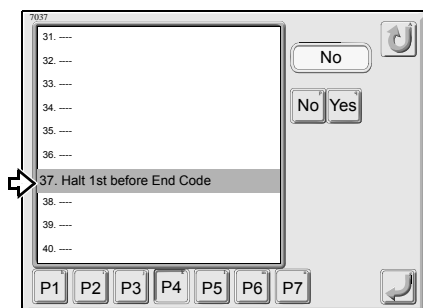 7037
31. ----
32. ----
33. ----
34. ----
35. ----
36. ----
37. Halt 1st before End Code
38. ----
39. ----
40. ----
No
No Yes
P1 P2 P3 P4 P5 P6 P7